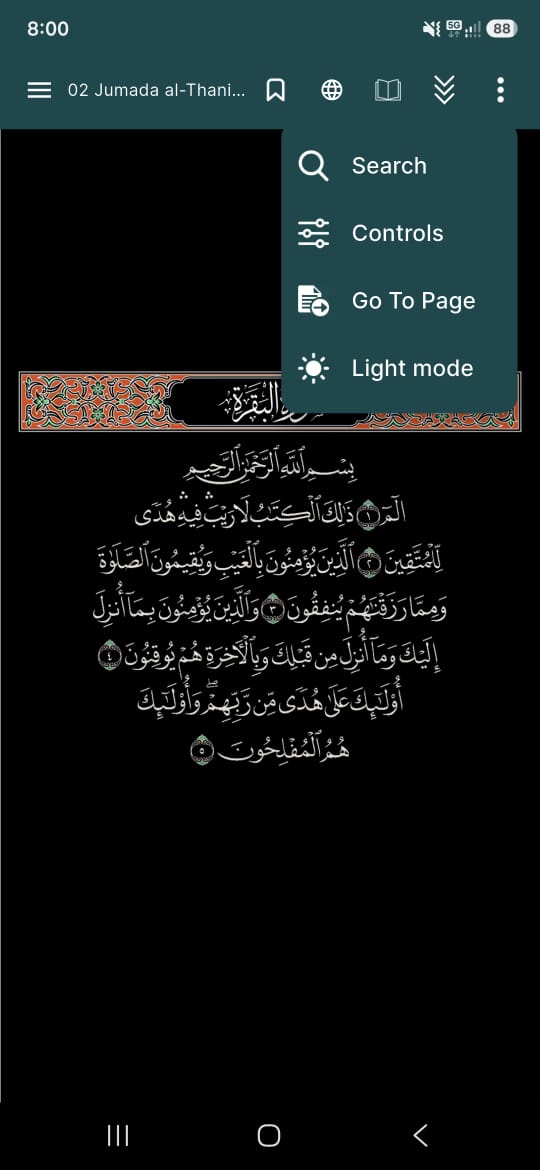 8:00
5G
88
02 Jumada al-Thani...
Search
Controls
Go To Page
Light mode
البقرة
بِسْمِ ٱللَّهِ ٱلرَّحْمَٰنِ ٱلرَّحِيمِ
الٓمٓ ١ ذَٰلِكَ ٱلْكِتَٰبُ لَا رَيْبَ ۛ فِيهِ ۛ هُدًى
لِّلْمُتَّقِينَ ٢ ٱلَّذِينَ يُؤْمِنُونَ بِٱلْغَيْبِ وَيُقِيمُونَ ٱلصَّلَوٰةَ
وَمِمَّا رَزَقْنَٰهُمْ يُنفِقُونَ ٣ وَٱلَّذِينَ يُؤْمِنُونَ بِمَآ أُنزِلَ
إِلَيْكَ وَمَآ أُنزِلَ مِن قَبْلِكَ وَبِٱلْأَخِرَةِ هُمْ يُوقِنُونَ ٤
أُو۟لَٰٓئِكَ عَلَىٰ هُدًى مِّن رَّبِّهِمْ ۖ وَأُو۟لَٰٓئِكَ
هُمُ ٱلْمُفْلِحُونَ ٥